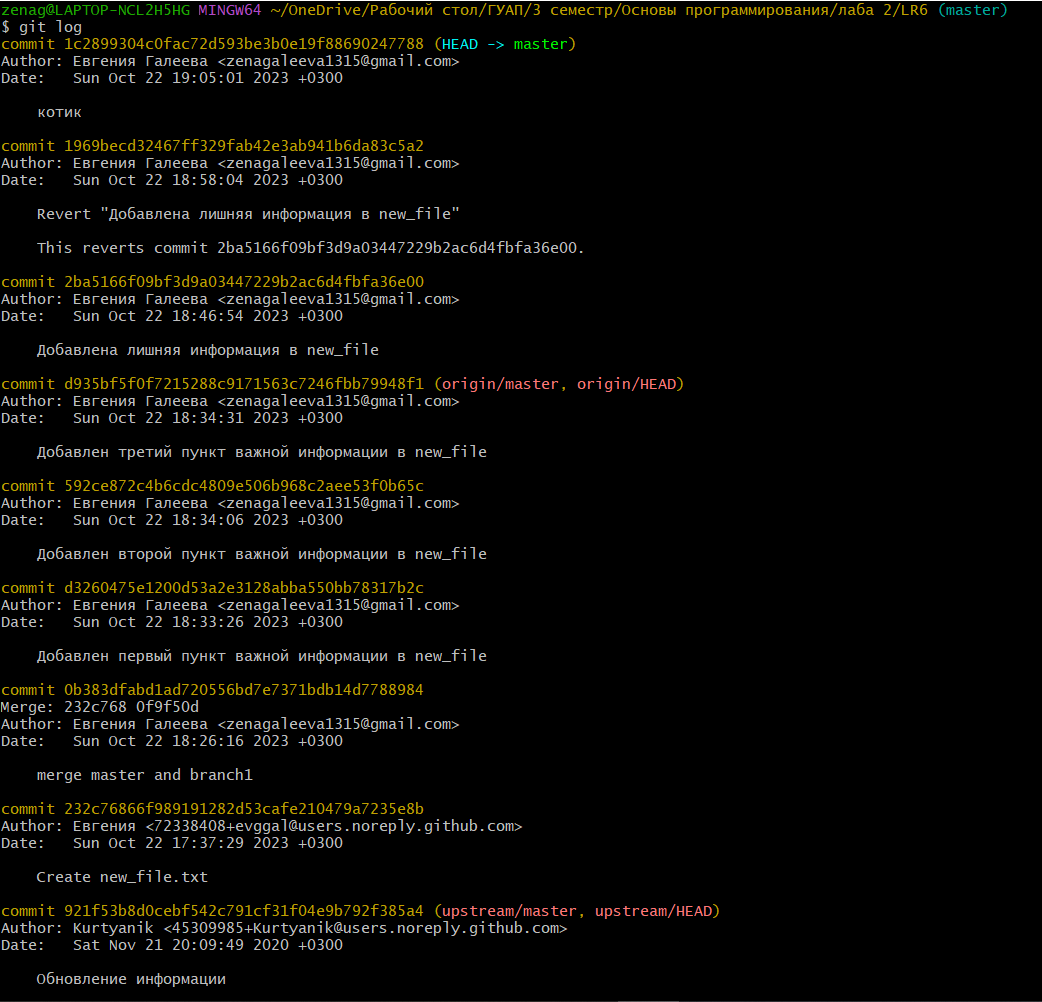 zenag@LAPTOP-NCL2H5HG MINGW64 ~/OneDrive/Рабочий стол/ГУАП/3 семестр/Основы программирования/лаба 2/LR6 (master)
$ git log
commit 1c2899304c0fac72d593be3b0e19f88690247788 (HEAD -> master)
Author: Евгения Галеева <zenagaleeva1315@gmail.com>
Date:   Sun Oct 22 19:05:01 2023 +0300

    котик

commit 1969becd32467ff329fab42e3ab941b6da83c5a2
Author: Евгения Галеева <zenagaleeva1315@gmail.com>
Date:   Sun Oct 22 18:58:04 2023 +0300

    Revert "Добавлена лишняя информация в new_file"

    This reverts commit 2ba5166f09bf3d9a03447229b2ac6d4fbfa36e00.

commit 2ba5166f09bf3d9a03447229b2ac6d4fbfa36e00
Author: Евгения Галеева <zenagaleeva1315@gmail.com>
Date:   Sun Oct 22 18:46:54 2023 +0300

    Добавлена лишняя информация в new_file

commit d935bf5f0f7215288c9171563c7246fbb79948f1 (origin/master, origin/HEAD)
Author: Евгения Галеева <zenagaleeva1315@gmail.com>
Date:   Sun Oct 22 18:34:31 2023 +0300

    Добавлен третий пункт важной информации в new_file

commit 592ce872c4b6cdc4809e506b968c2aee53f0b65c
Author: Евгения Галеева <zenagaleeva1315@gmail.com>
Date:   Sun Oct 22 18:34:06 2023 +0300

    Добавлен второй пункт важной информации в new_file

commit d3260475e1200d53a2e3128abba550bb78317b2c
Author: Евгения Галеева <zenagaleeva1315@gmail.com>
Date:   Sun Oct 22 18:33:26 2023 +0300

    Добавлен первый пункт важной информации в new_file

commit 0b383dfabd1ad720556bd7e7371bdb14d7788984
Merge: 232c768 0f9f50d
Author: Евгения Галеева <zenagaleeva1315@gmail.com>
Date:   Sun Oct 22 18:26:16 2023 +0300

    merge master and branch1

commit 232c76866f989191282d53cafe210479a7235e8b
Author: Евгения <72338408+evggal@users.noreply.github.com>
Date:   Sun Oct 22 17:37:29 2023 +0300

    Create new_file.txt

commit 921f53b8d0cebf542c791cf31f04e9b792f385a4 (upstream/master, upstream/HEAD)
Author: Kurtyanik <45309985+Kurtyanik@users.noreply.github.com>
Date:   Sat Nov 21 20:09:49 2020 +0300

    Обновление информации